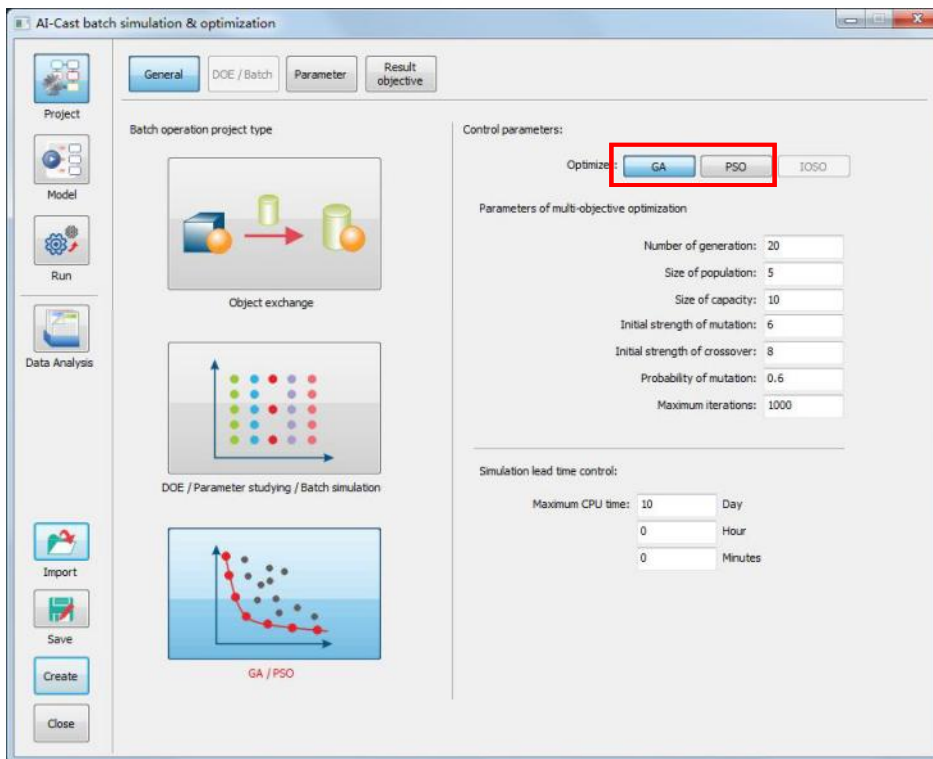 AI-Cast batch simulation & optimization
Project
Model
Run
Data Analysis
Import
Save
Create
Close
General
DOE / Batch
Parameter
Result
objective
Batch operation project type
Object exchange
DOE / Parameter studying / Batch simulation
GA / PSO
Control parameters:
Optimizer: GA PSO IOSO
Parameters of multi-objective optimization
Number of generation: 20
Size of population: 5
Size of capacity: 10
Initial strength of mutation: 6
Initial strength of crossover: 8
Probability of mutation: 0.6
Maximum iterations: 1000
Simulation lead time control:
Maximum CPU time: 10 Day
0 Hour
0 Minutes